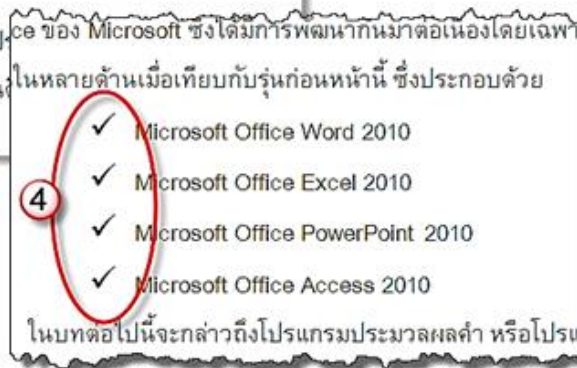 ce ของ Microsoft ซึ่งได้มีการพัฒนากันมาต่อเนื่องโดยเฉพา
ในหลายด้านเมื่อเทียบกับรุ่นก่อนหน้านี้ ซึ่งประกอบด้วย
✓ Microsoft Office Word 2010
✓ Microsoft Office Excel 2010
4
✓ Microsoft Office PowerPoint 2010
✓ Microsoft Office Access 2010
ในบทต่อไปนี้จะกล่าวถึงโปรแกรมประมวลผลคำ หรือโปรแ